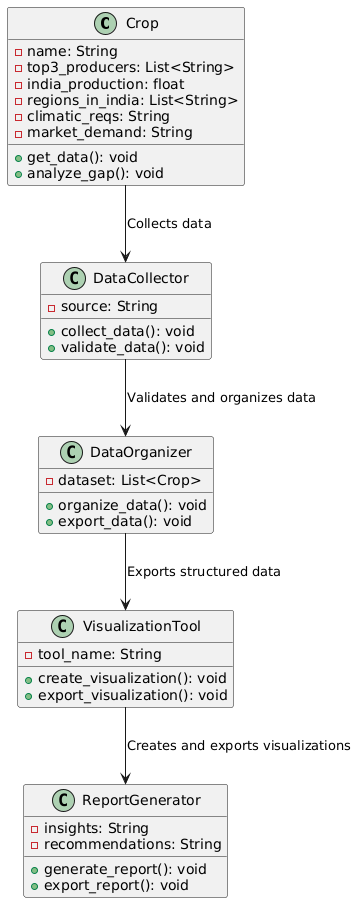 C Crop
name: String
top3_producers: List<String>
india_production: float
regions_in_india: List<String>
climatic_reqs: String
market_demand: String
get_data(): void
analyze_gap(): void
Collects data
C DataCollector
source: String
collect_data(): void
validate_data(): void
Validates and organizes data
C DataOrganizer
dataset: List<Crop>
organize_data(): void
export_data(): void
Exports structured data
C VisualizationTool
tool_name: String
create_visualization(): void
export_visualization(): void
Creates and exports visualizations
C ReportGenerator
insights: String
recommendations: String
generate_report(): void
export_report(): void